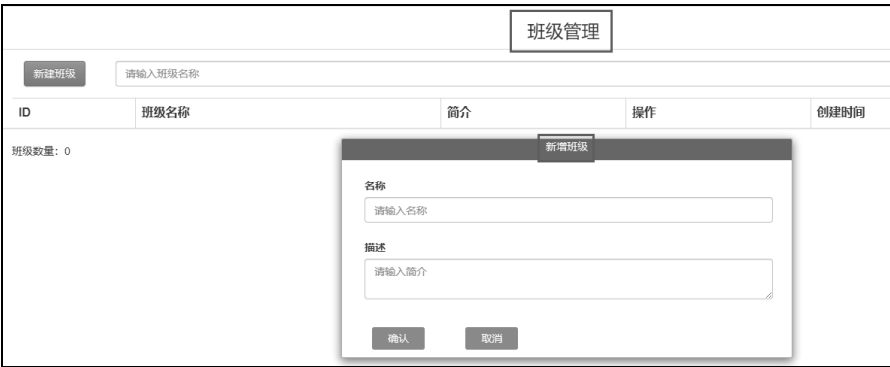 班级管理
新建班级 请输入班级名称
ID 班级名称 简介 操作 创建时间
班级数量：0
新增班级
名称
请输入名称
描述
请输入简介
确认 取消